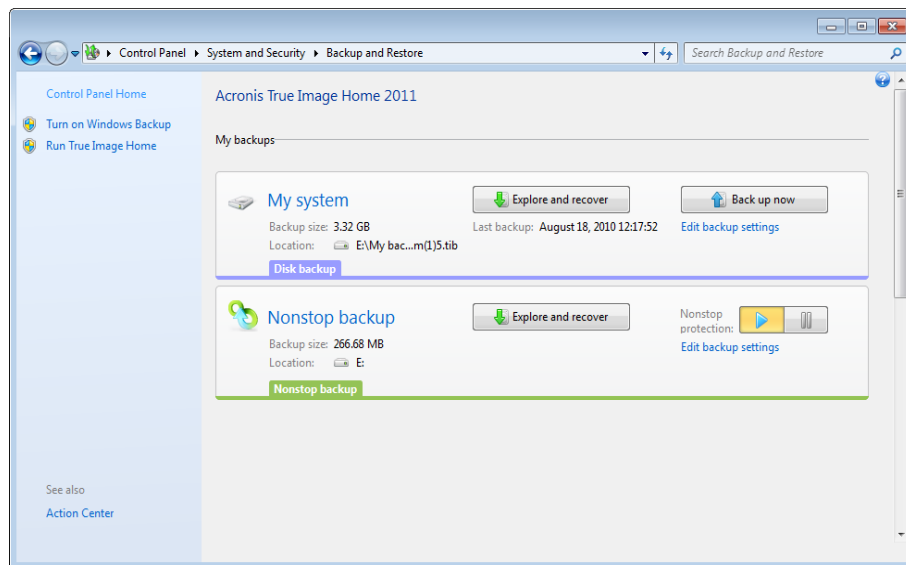 Control Panel ▸ System and Security ▸ Backup and Restore
Search Backup and Restore
Control Panel Home
Turn on Windows Backup
Run True Image Home
See also
Action Center
Acronis True Image Home 2011
My backups
My system
Explore and recover
Back up now
Backup size: 3.32 GB
Last backup: August 18, 2010 12:17:52
Edit backup settings
Location: E:\My bac...m(1)5.tib
Disk backup
Nonstop backup
Explore and recover
Nonstop
protection:
Backup size: 266.68 MB
Edit backup settings
Location: E:
Nonstop backup